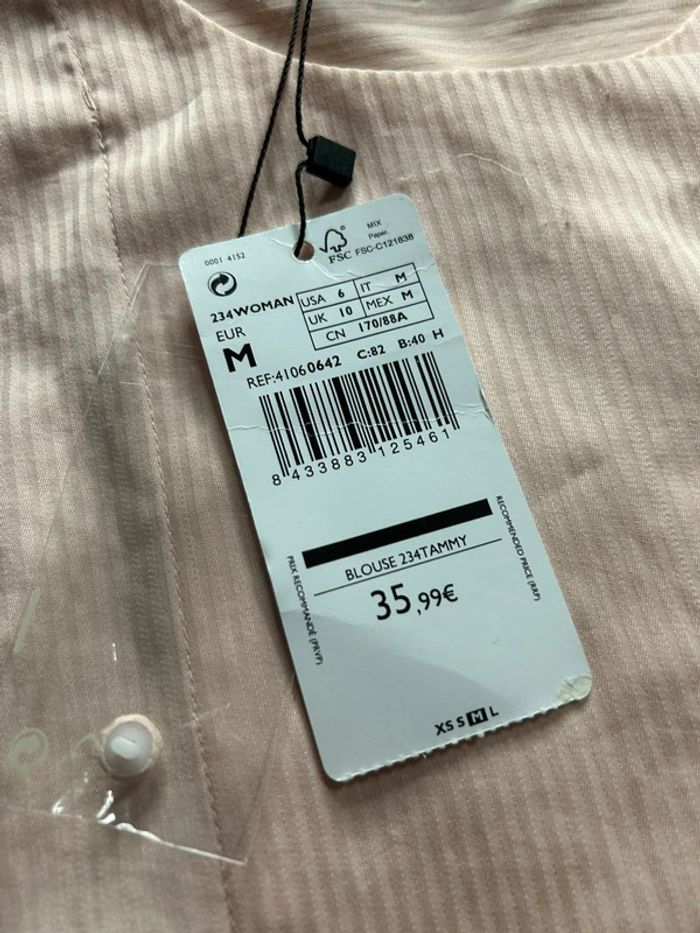 0001 4152
FSC
MIX
Paper
FSC-C121838
234WOMAN
EUR
M
USA 6 IT M
UK 10 MEX M
CN 170/88A
REF:41060642 C:82 B:40 H
8 433883 125461
BLOUSE 234TAMMY
35,99€
PRIX RECOMMANDÉ (PRVP)
RECOMMENDED PRICE (RRP)
XS S M L